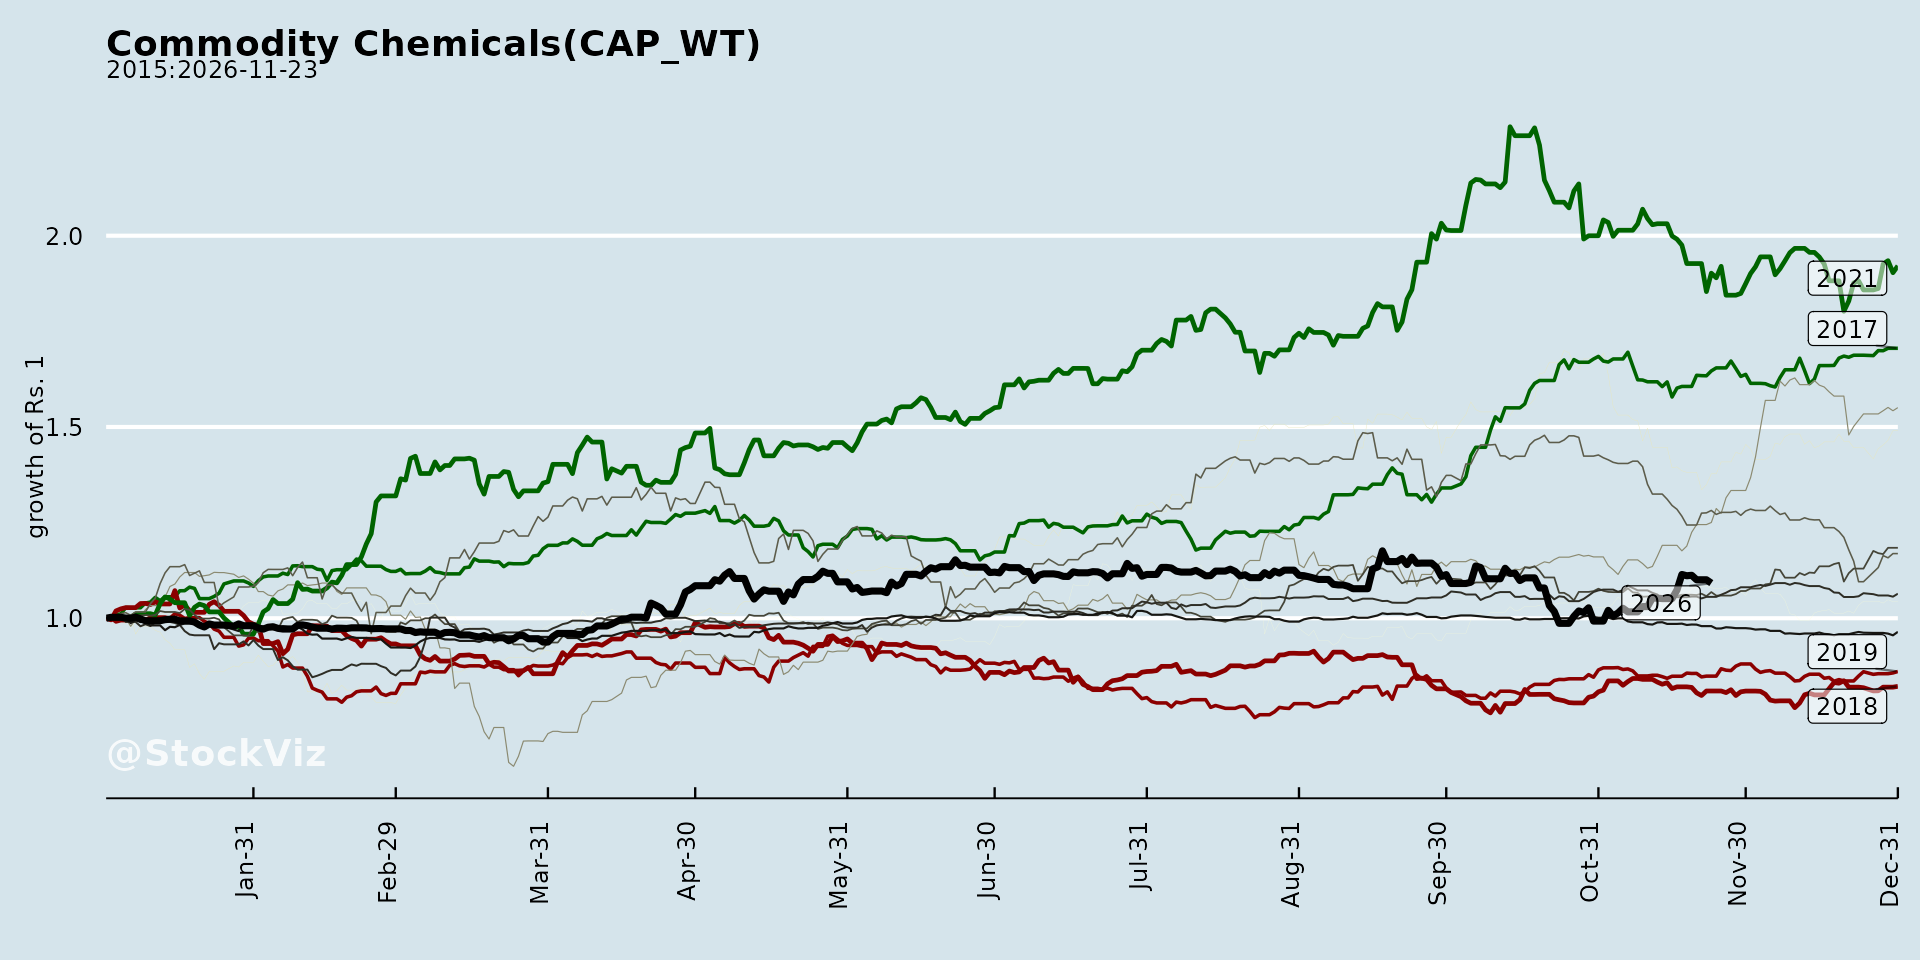 Commodity Chemicals(CAP_WT)
2015:2026-11-23
growth of Rs. 1
2.0
1.5
1.0
2021
2017
2026
2019
2018
@StockViz
Jan-31
Feb-29
Mar-31
Apr-30
May-31
Jun-30
Jul-31
Aug-31
Sep-30
Oct-31
Nov-30
Dec-31